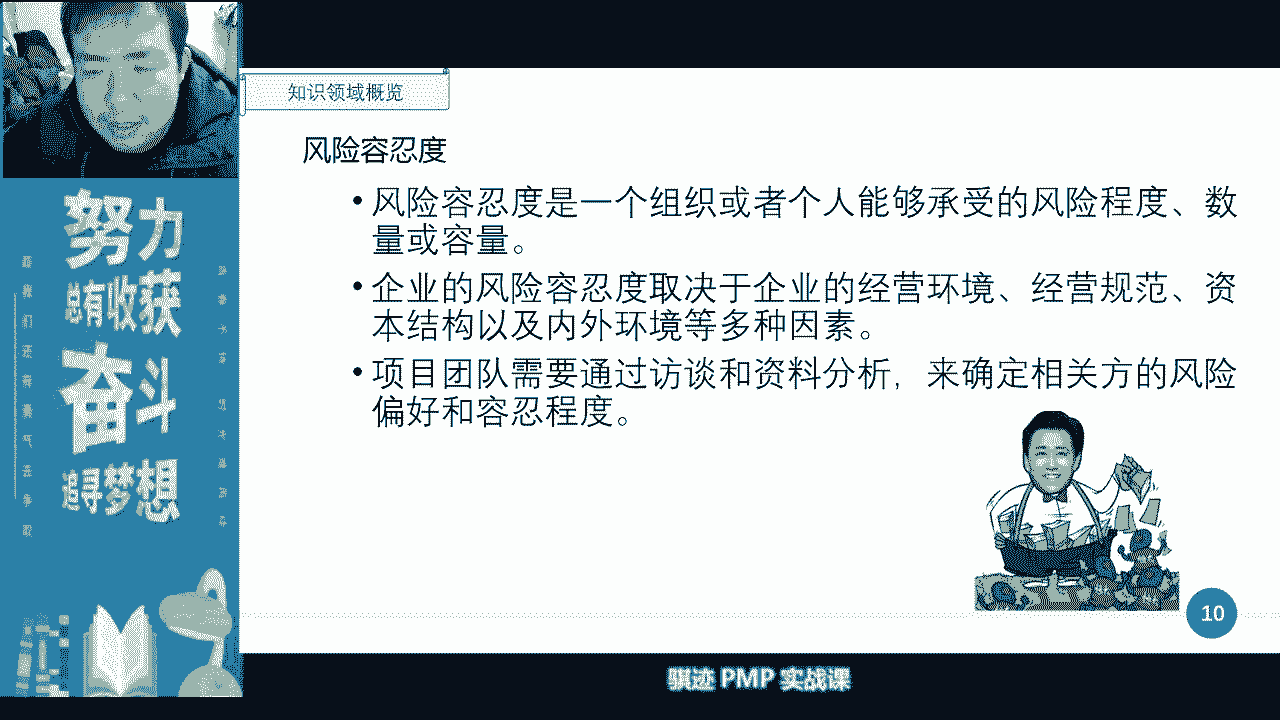 知识领域概览
风险容忍度
•风险容忍度是一个组织或者个人能够承受的风险程度、数
量或容量。
•企业的风险容忍度取决于企业的经营环境、经营规范、资
本结构以及内外环境等多种因素。
•项目团队需要通过访谈和资料分析，来确定相关方的风险
偏好和容忍程度。
10
努力
总有收获
奋斗
追寻梦想
骐迹 PMP 实战课